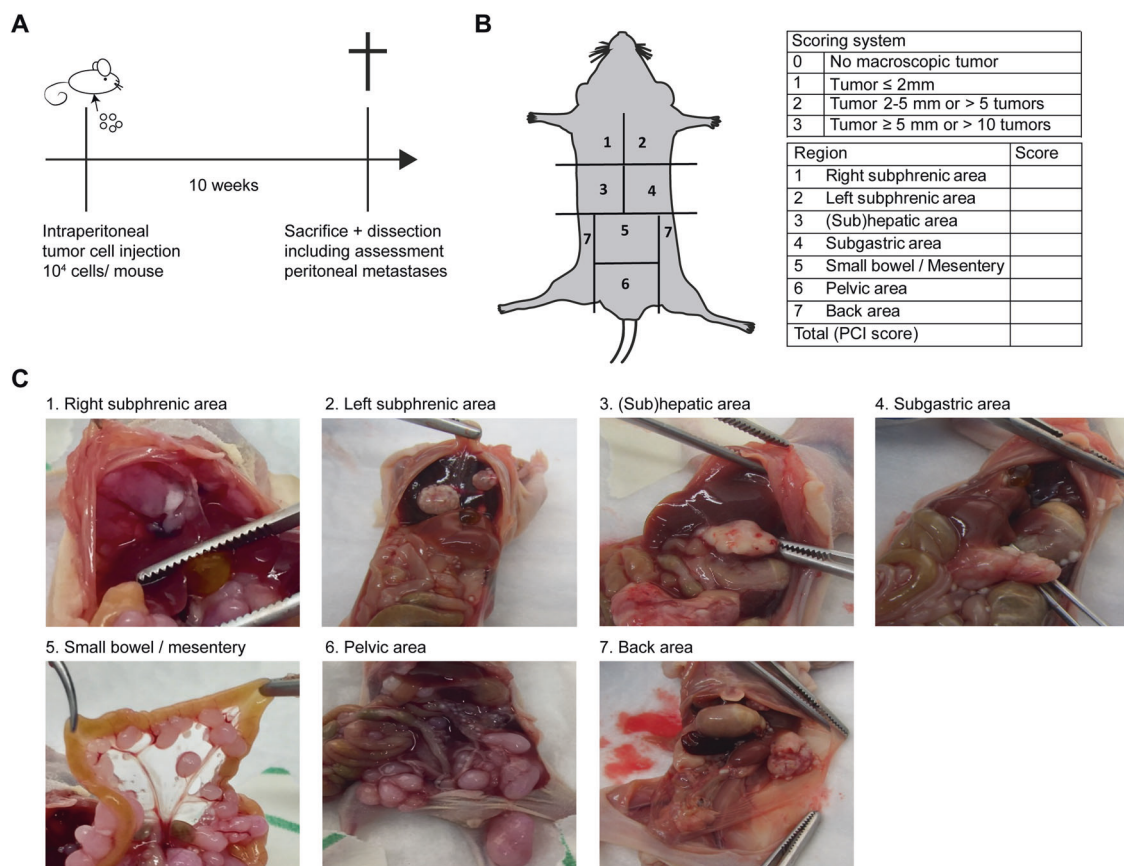 A
10 weeks
Intraperitoneal
tumor cell injection
10⁴ cells/ mouse
Sacrifice + dissection
including assessment
peritoneal metastases
B
1 2
3 4
7 5 7
6
Scoring system
0 No macroscopic tumor
1 Tumor ≤ 2mm
2 Tumor 2-5 mm or > 5 tumors
3 Tumor ≥ 5 mm or > 10 tumors
Region Score
1 Right subphrenic area
2 Left subphrenic area
3 (Sub)hepatic area
4 Subgastric area
5 Small bowel / Mesentery
6 Pelvic area
7 Back area
Total (PCI score)
C
1. Right subphrenic area
2. Left subphrenic area
3. (Sub)hepatic area
4. Subgastric area
5. Small bowel / mesentery
6. Pelvic area
7. Back area